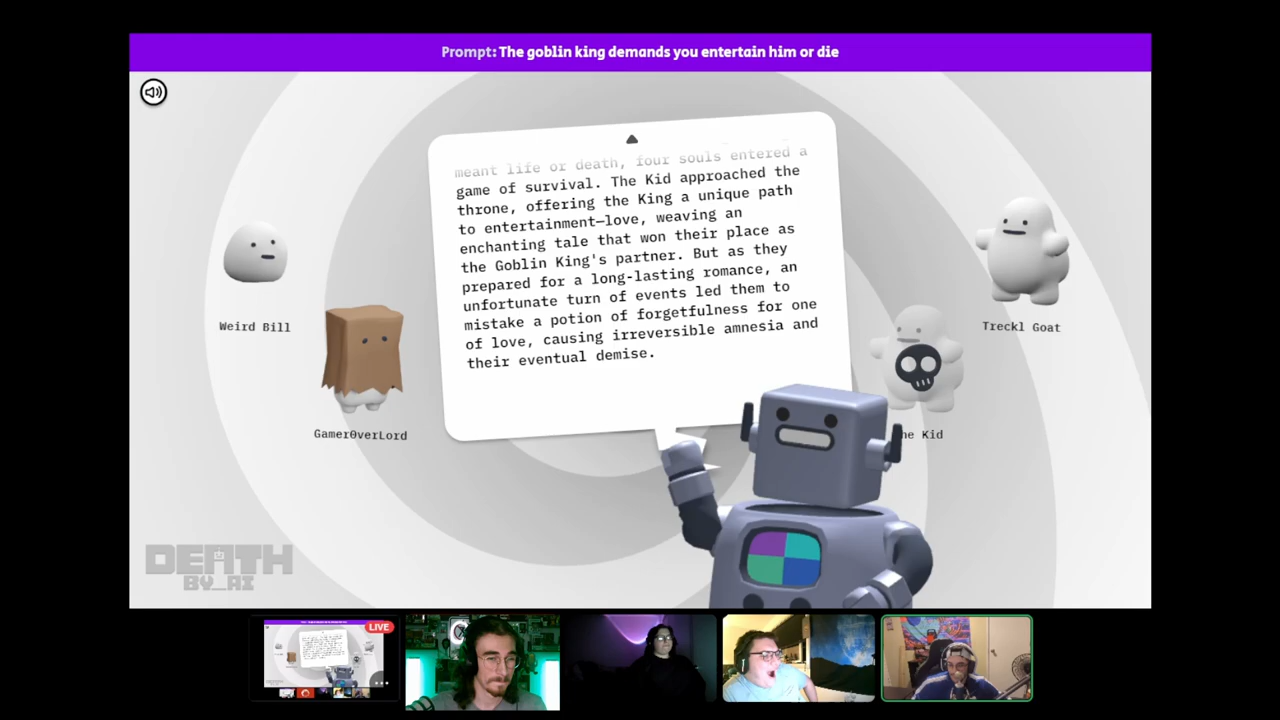 Prompt: The goblin king demands you entertain him or die
meant life or death, four souls entered a
game of survival. The Kid approached the
throne, offering the King a unique path
to entertainment—love, weaving an
enchanting tale that won their place as
the Goblin King's partner. But as they
prepared for a long-lasting romance, an
unfortunate turn of events led them to
mistake a potion of forgetfulness for one
of love, causing irreversible amnesia and
their eventual demise.
Weird Bill
GamerOverLord
Treckl Goat
he Kid
DEATH
BY_AI
LIVE